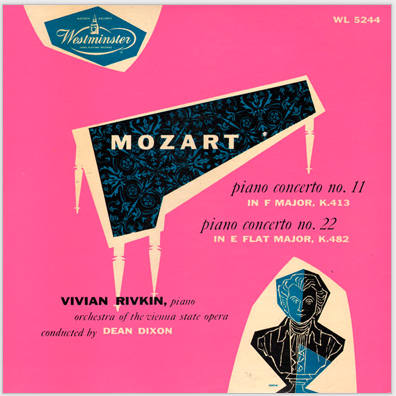 WL 5244
Westminster
MOZART
piano concerto no. 11
IN F MAJOR, K.413
piano concerto no. 22
IN E FLAT MAJOR, K.482
VIVIAN RIVKIN, piano
orchestra of the vienna state opera
conducted by DEAN DIXON